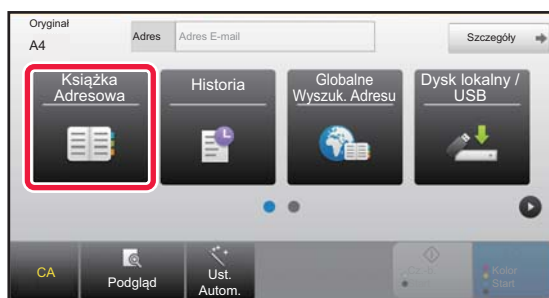 Oryginał
A4
Adres
Adres E-mail
Szczegóły
Książka
Adresowa
Historia
Globalne
Wyszuk. Adresu
Dysk lokalny /
USB
CA
Podgląd
Ust.
Autom.
Kolor
Start